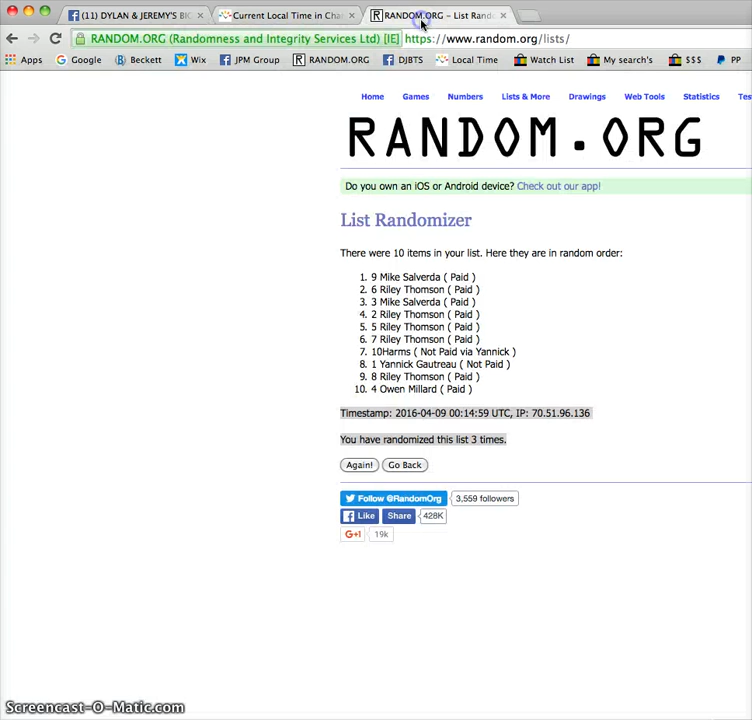 (11) DYLAN & JEREMY'S BIG
Current Local Time in Char
RANDOM.ORG - List Rand
RANDOM.ORG (Randomness and Integrity Services Ltd) [IE]
https://www.random.org/lists/
Apps
Google
Beckett
Wix
JPM Group
RANDOM.ORG
DJBTS
Local Time
Watch List
My search's
$$$
PP
Home
Games
Numbers
Lists & More
Drawings
Web Tools
Statistics
RANDOM.ORG
Do you own an iOS or Android device? Check out our app!
List Randomizer
There were 10 items in your list. Here they are in random order:
1. 9 Mike Salverda ( Paid )
2. 6 Riley Thomson ( Paid )
3. 3 Mike Salverda ( Paid )
4. 2 Riley Thomson ( Paid )
5. 5 Riley Thomson ( Paid )
6. 7 Riley Thomson ( Paid )
7. 10Harms ( Not Paid via Yannick )
8. 1 Yannick Gautreau ( Not Paid )
9. 8 Riley Thomson ( Paid )
10. 4 Owen Millard ( Paid )
Timestamp: 2016-04-09 00:14:59 UTC, IP: 70.51.96.136
You have randomized this list 3 times.
Again!
Go Back
Follow @RandomOrg
3,559 followers
Like
Share
428K
G+1
19k
Screencast-O-Matic.com